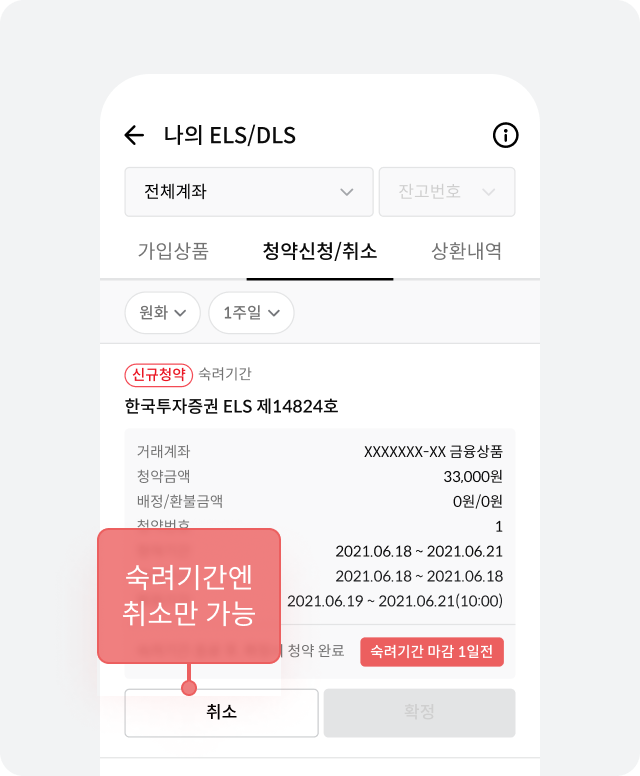 나의 ELS/DLS
전체계좌 잔고번호
가입상품 청약신청/취소 상환내역
원화 1주일
신규청약 숙려기간
한국투자증권 ELS 제14824호
거래계좌 XXXXXXX-XX 금융상품
청약금액 33,000원
배정/환불금액 0원/0원
청약번호 1
2021.06.18 ~ 2021.06.21
2021.06.18 ~ 2021.06.18
2021.06.19 ~ 2021.06.21(10:00)
숙려기간엔
취소만 가능
청약 완료 숙려기간 마감 1일전
취소 확정